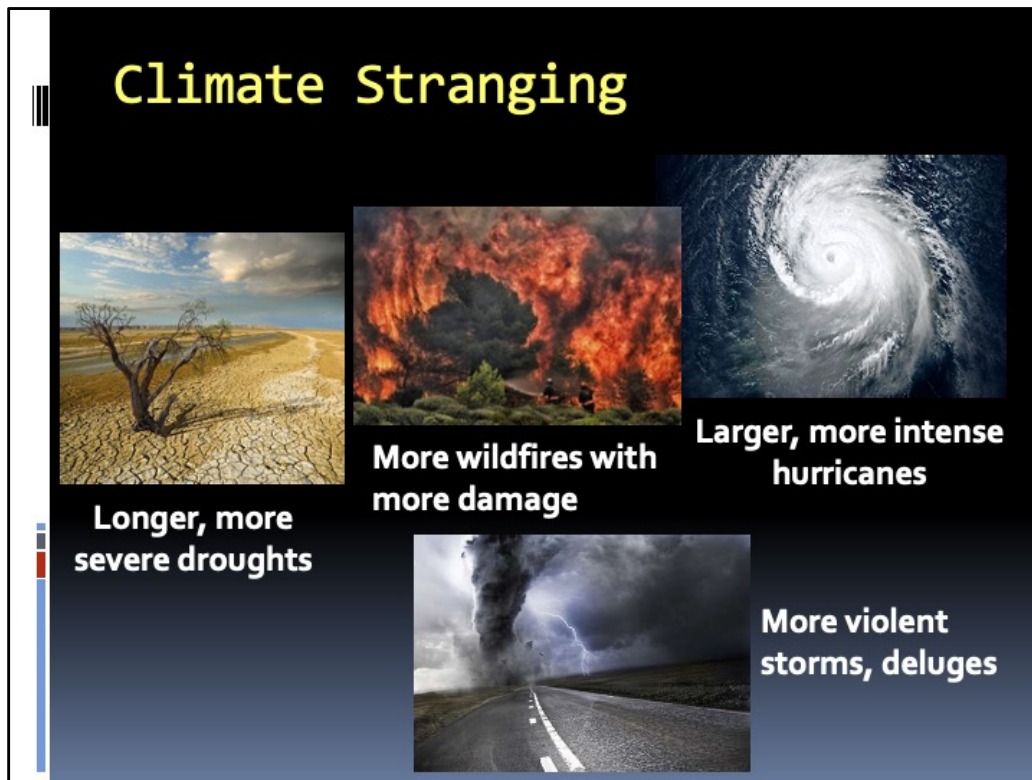 Climate Stranging
Longer, more
severe droughts
More wildfires with
more damage
Larger, more intense
hurricanes
More violent
storms, deluges